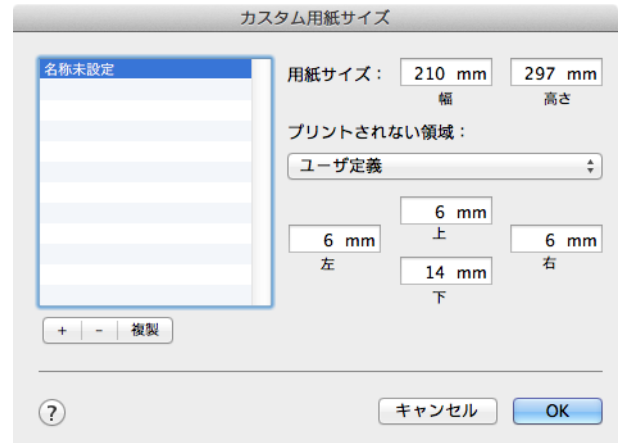 カスタム用紙サイズ
名称未設定
用紙サイズ： 210 mm 297 mm
幅 高さ
プリントされない領域：
ユーザ定義
6 mm
上
6 mm 6 mm
左 右
14 mm
下
+ - 複製
? キャンセル OK